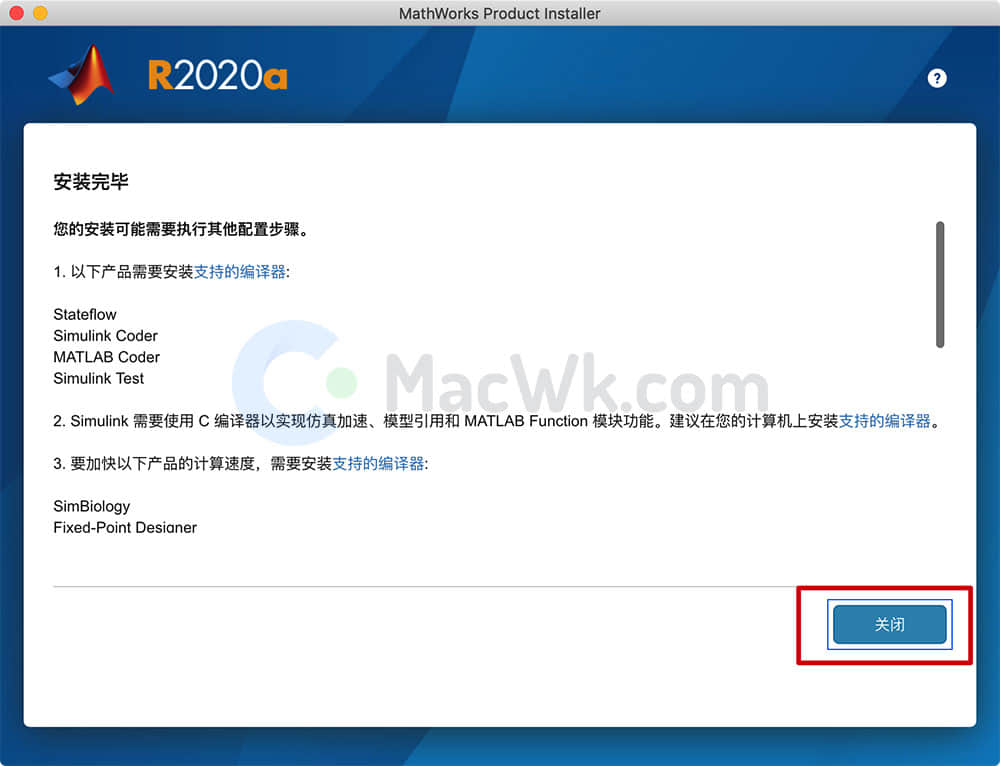 MathWorks Product Installer
R2020a
?
安装完毕
您的安装可能需要执行其他配置步骤。
1. 以下产品需要安装支持的编译器:
Stateflow
Simulink Coder
MATLAB Coder
Simulink Test
MacWk.com
2. Simulink 需要使用 C 编译器以实现仿真加速、模型引用和 MATLAB Function 模块功能。建议在您的计算机上安装支持的编译器。
3. 要加快以下产品的计算速度，需要安装支持的编译器:
SimBiology
Fixed-Point Designer
关闭